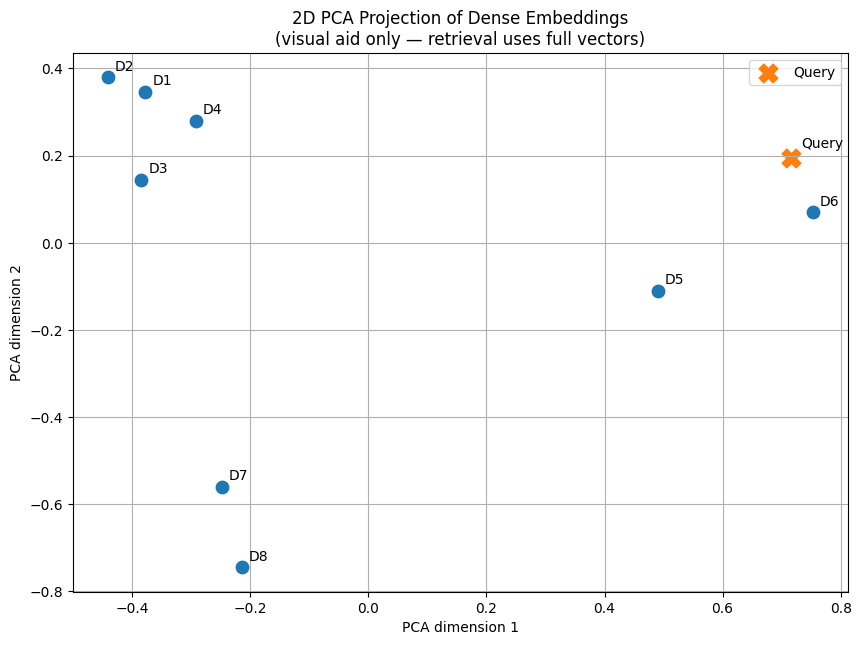 2D PCA Projection of Dense Embeddings
(visual aid only — retrieval uses full vectors)
Query
D2
D1
D4
D3
Query
D6
D5
D7
D8
0.4
0.2
0.0
−0.2
−0.4
−0.6
−0.8
PCA dimension 2
−0.4 −0.2 0.0 0.2 0.4 0.6 0.8
PCA dimension 1